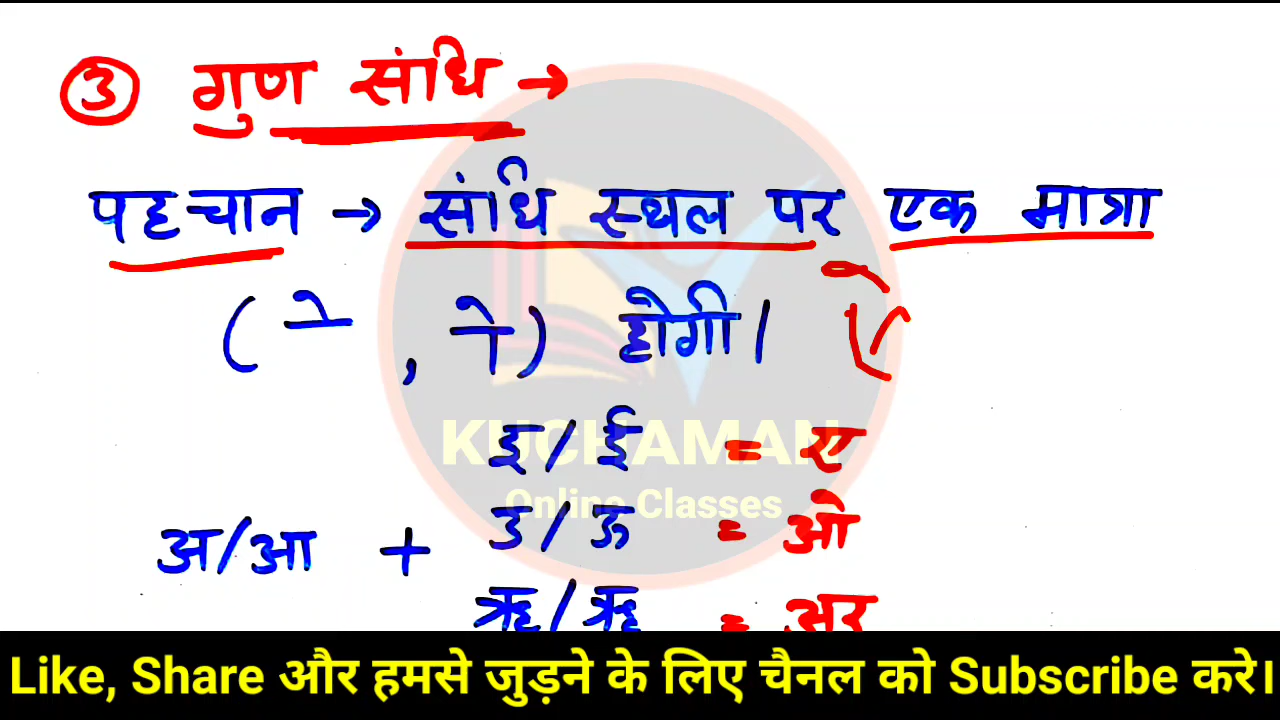 ③ गुण संधि →
पहचान → संधि स्थल पर एक मात्रा
( े , ो ) होगी।
KUCHAMAN
Online Classes
इ / ई = ए
अ/आ + उ / ऊ = ओ
ऋ / ऋ = अर
Like, Share और हमसे जुड़ने के लिए चैनल को Subscribe करे।